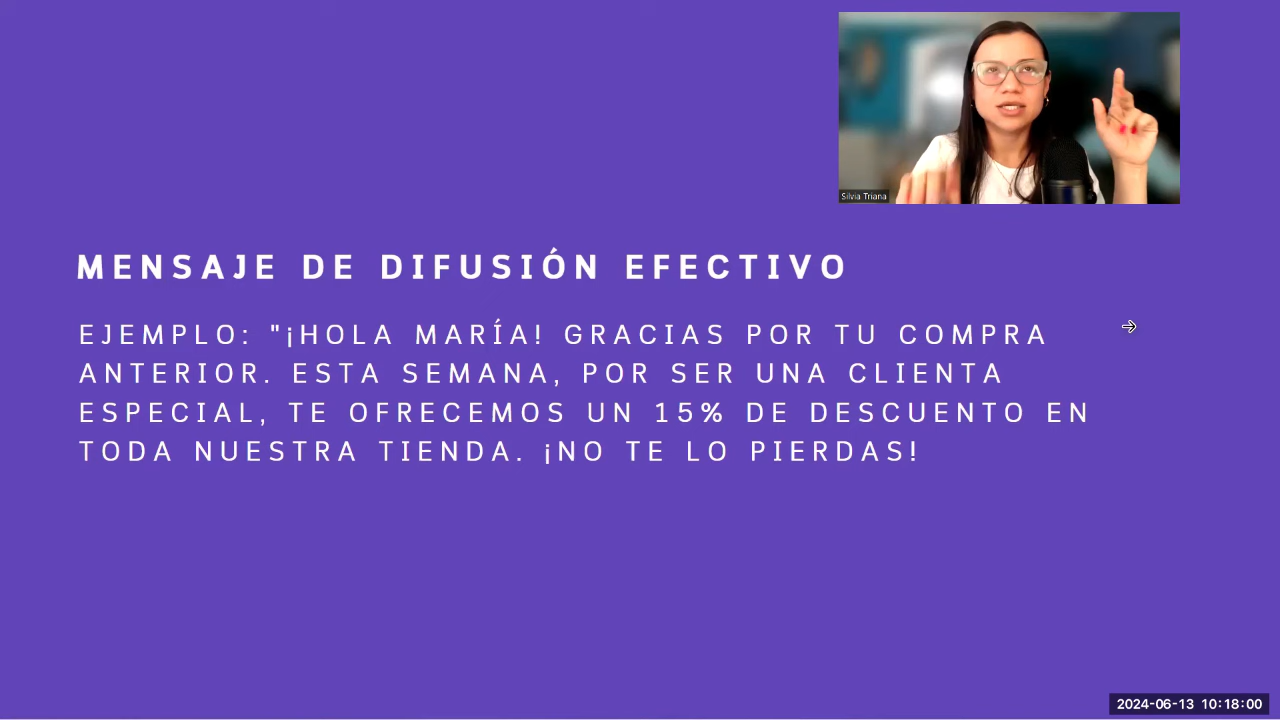 Silvia Triana
MENSAJE DE DIFUSIÓN EFECTIVO
EJEMPLO: "¡HOLA MARÍA! GRACIAS POR TU COMPRA
ANTERIOR. ESTA SEMANA, POR SER UNA CLIENTA
ESPECIAL, TE OFRECEMOS UN 15% DE DESCUENTO EN
TODA NUESTRA TIENDA. ¡NO TE LO PIERDAS!
2024-06-13 10:18:00